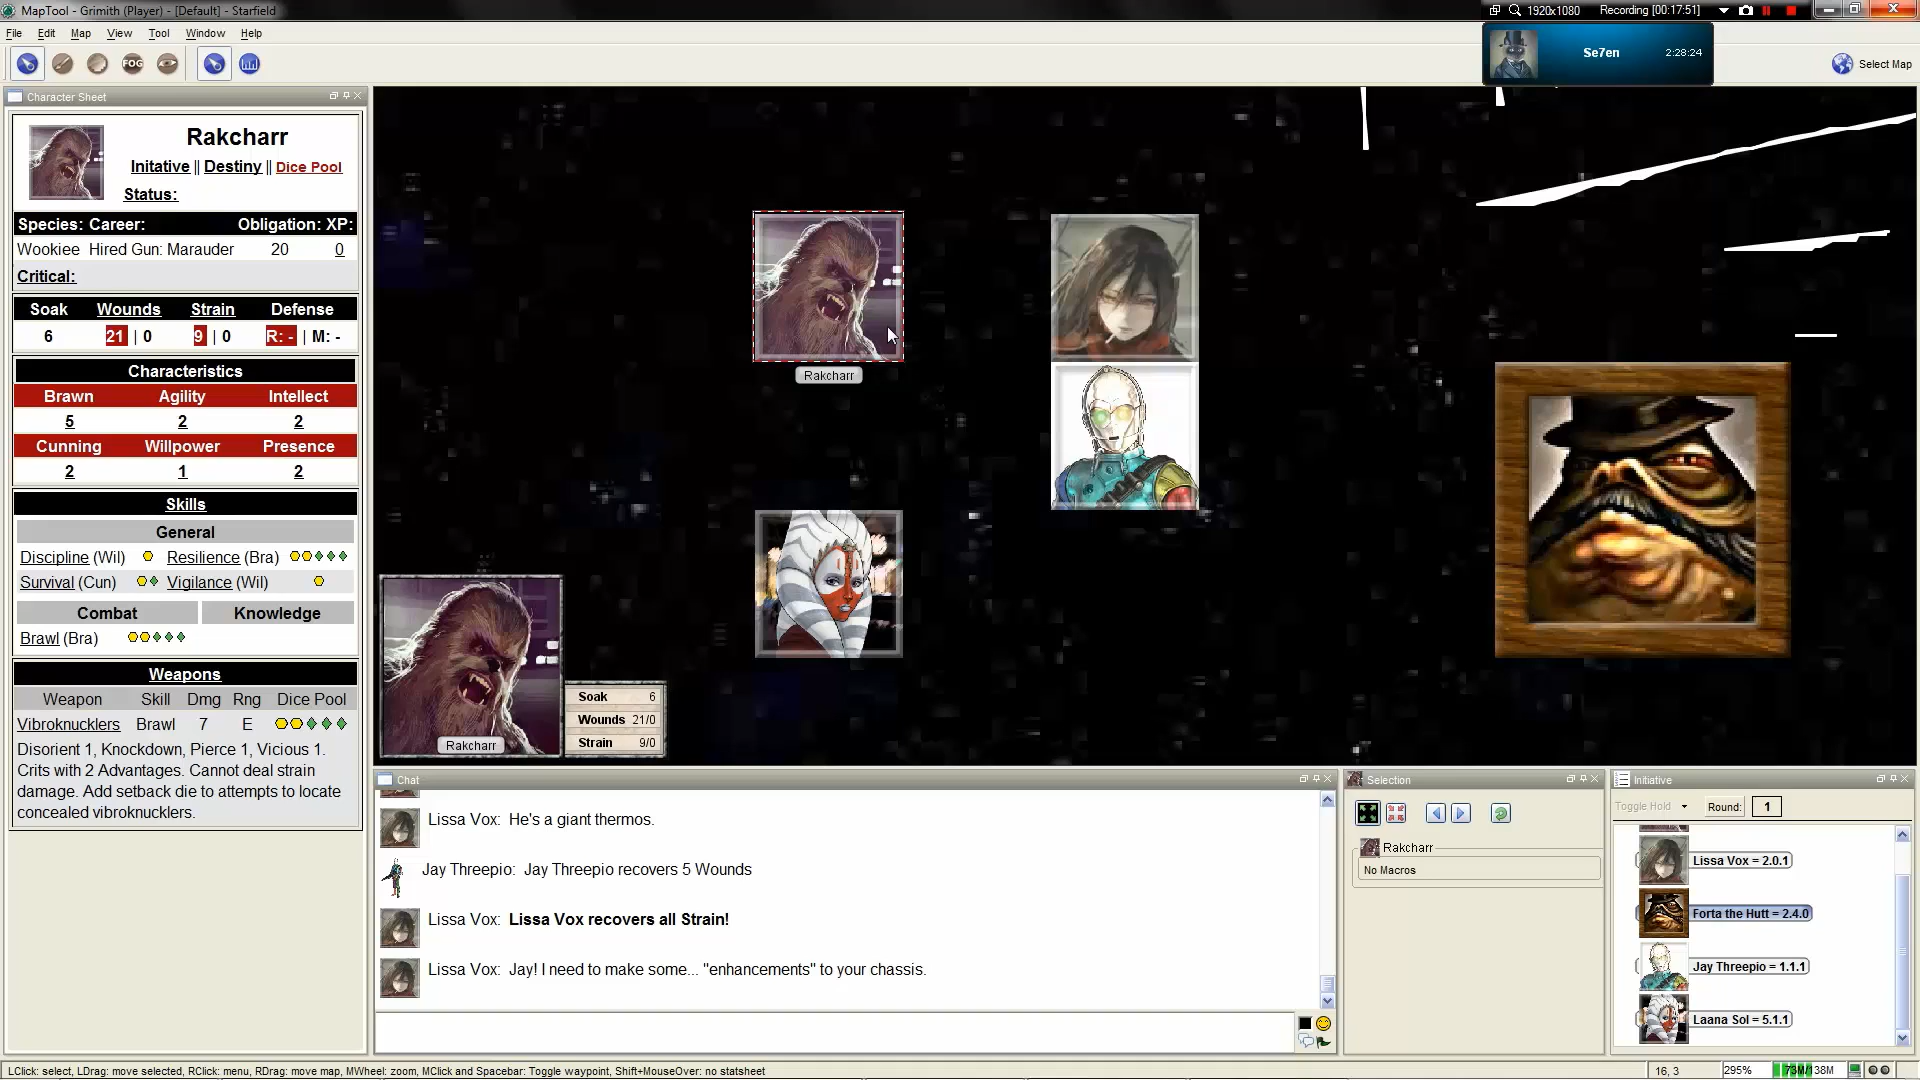 MapTool - Grimith (Player) - [Default] - Starfield
1920x1080
Recording [00:17:51]
File Edit Map View Tool Window Help
FOG
Se7en
2:28:24
Select Map
Character Sheet
Rakcharr
Initative || Destiny || Dice Pool
Status:
Species: Career: Obligation: XP:
Wookiee Hired Gun: Marauder 20 0
Critical:
Soak Wounds Strain Defense
6 21 | 0 9 | 0 R: - | M: -
Characteristics
Brawn Agility Intellect
5 2 2
Cunning Willpower Presence
2 1 2
Skills
General
Discipline (Wil) Resilience (Bra)
Survival (Cun) Vigilance (Wil)
Combat Knowledge
Brawl (Bra)
Weapons
Weapon Skill Dmg Rng Dice Pool
Vibroknucklers Brawl 7 E
Disorient 1, Knockdown, Pierce 1, Vicious 1.
Crits with 2 Advantages. Cannot deal strain
damage. Add setback die to attempts to locate
concealed vibroknucklers.
Rakcharr
Rakcharr
Soak 6
Wounds 21/0
Strain 9/0
Chat
Lissa Vox: He's a giant thermos.
Jay Threepio: Jay Threepio recovers 5 Wounds
Lissa Vox: Lissa Vox recovers all Strain!
Lissa Vox: Jay! I need to make some... "enhancements" to your chassis.
Selection
Rakcharr
No Macros
Initiative
Toggle Hold Round: 1
Lissa Vox = 2.0.1
Forta the Hutt = 2.4.0
Jay Threepio = 1.1.1
Laana Sol = 5.1.1
LClick: select, LDrag: move selected, RClick: menu, RDrag: move map, MWheel: zoom, MClick and Spacebar: Toggle waypoint, Shift+MouseOver: no statsheet
16, 3
295%
73M/138M